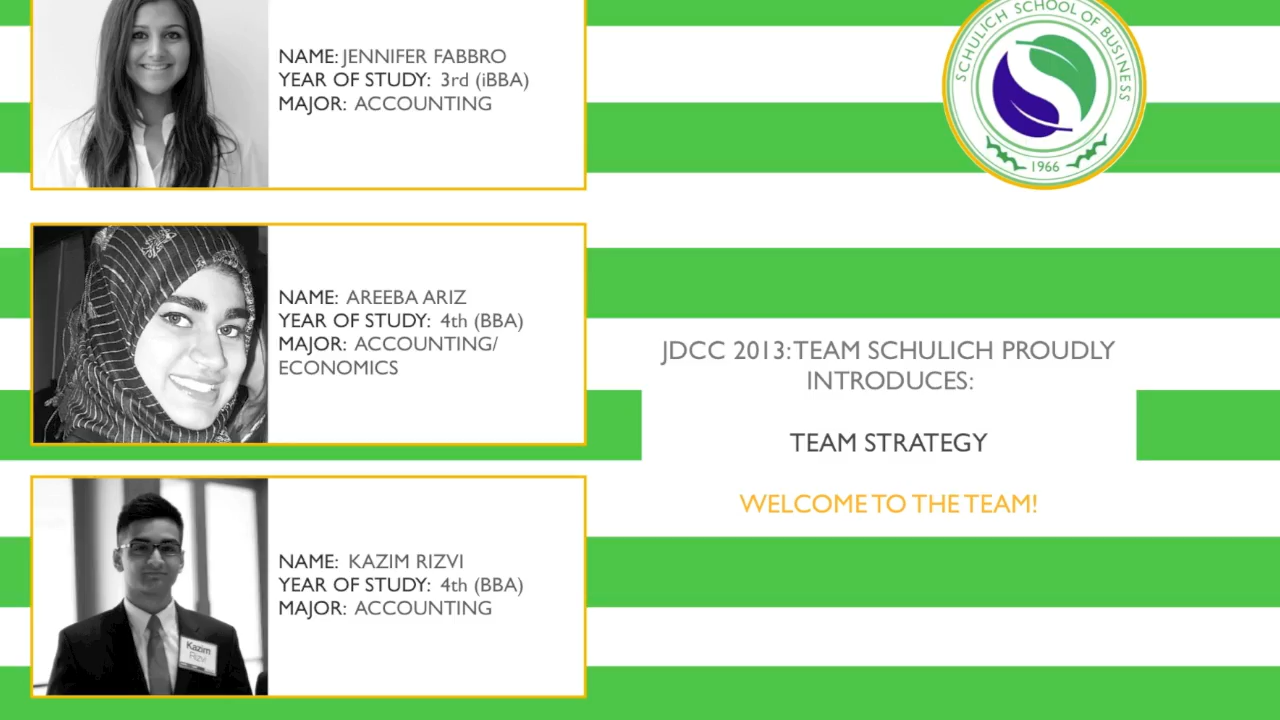 NAME: JENNIFER FABBRO
YEAR OF STUDY: 3rd (iBBA)
MAJOR: ACCOUNTING
NAME: AREEBA ARIZ
YEAR OF STUDY: 4th (BBA)
MAJOR: ACCOUNTING/
ECONOMICS
Kazim
Rizvi
NAME: KAZIM RIZVI
YEAR OF STUDY: 4th (BBA)
MAJOR: ACCOUNTING
SCHULICH SCHOOL OF BUSINESS
1966
JDCC 2013: TEAM SCHULICH PROUDLY
INTRODUCES:
TEAM STRATEGY
WELCOME TO THE TEAM!